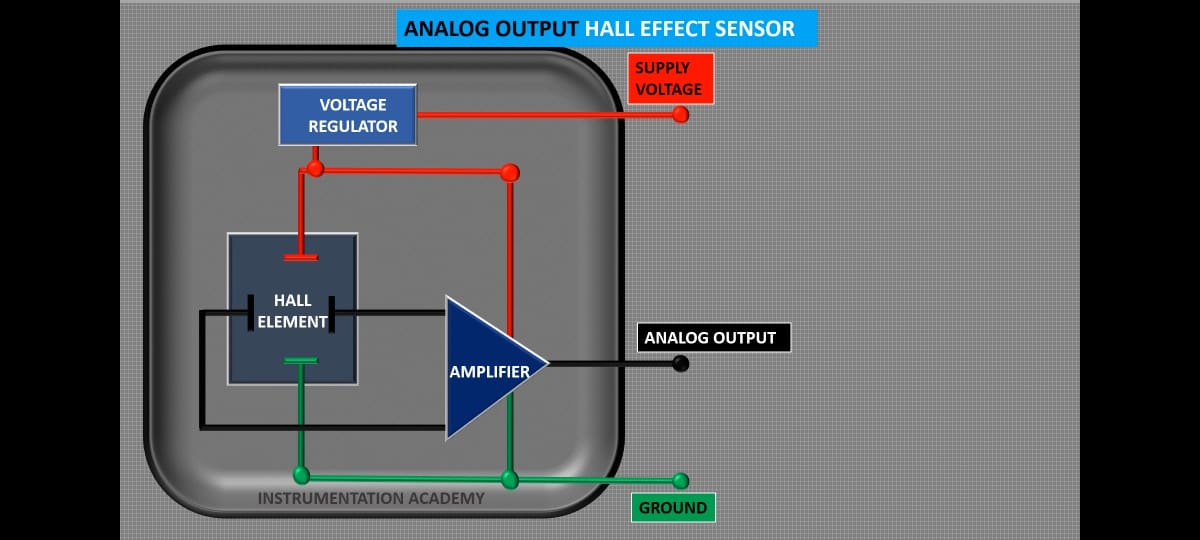 ANALOG OUTPUT HALL EFFECT SENSOR
SUPPLY
VOLTAGE
VOLTAGE
REGULATOR
HALL
ELEMENT
ANALOG OUTPUT
AMPLIFIER
INSTRUMENTATION ACADEMY
GROUND